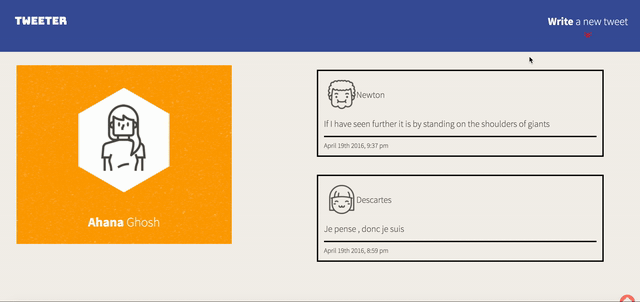 TWEETER
Write a new tweet
Ahana Ghosh
Newton
If I have seen further it is by standing on the shoulders of giants
April 19th 2016, 9:37 pm
Descartes
Je pense , donc je suis
April 19th 2016, 8:59 pm